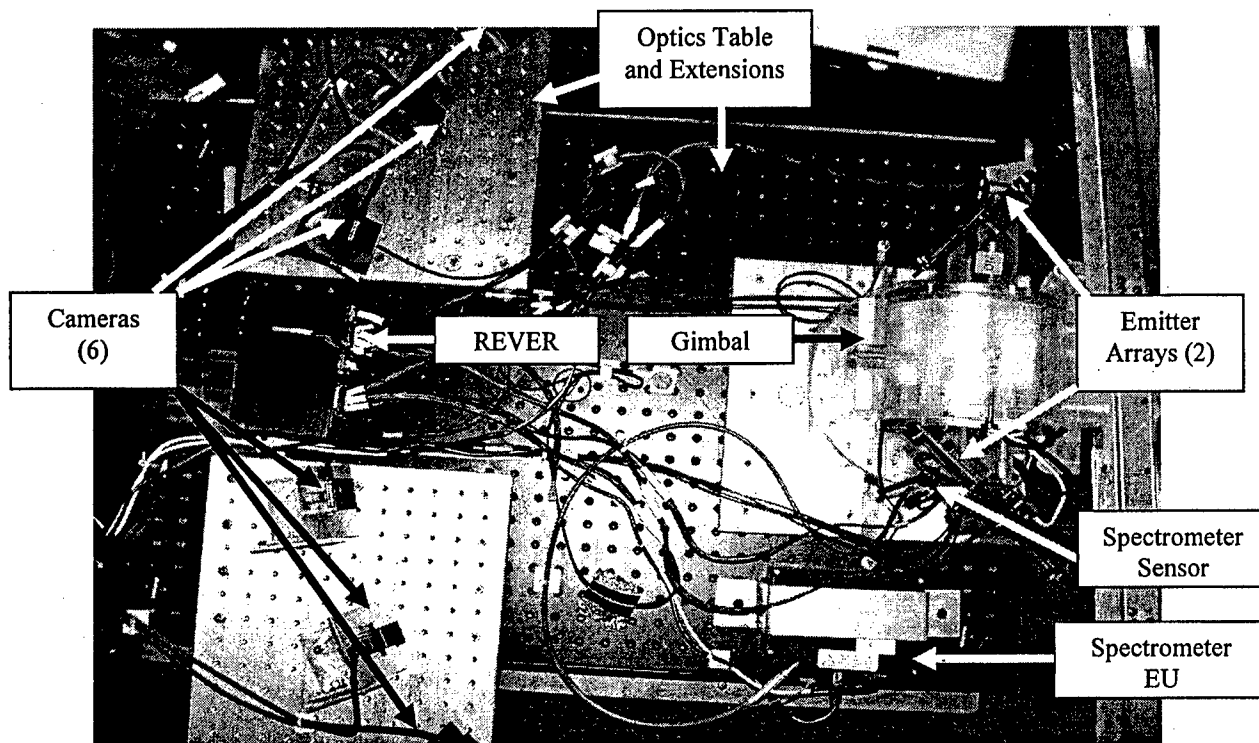 Optics Table
and Extensions
Cameras
(6)
REVER
Gimbal
Emitter
Arrays (2)
Spectrometer
Sensor
Spectrometer
EU